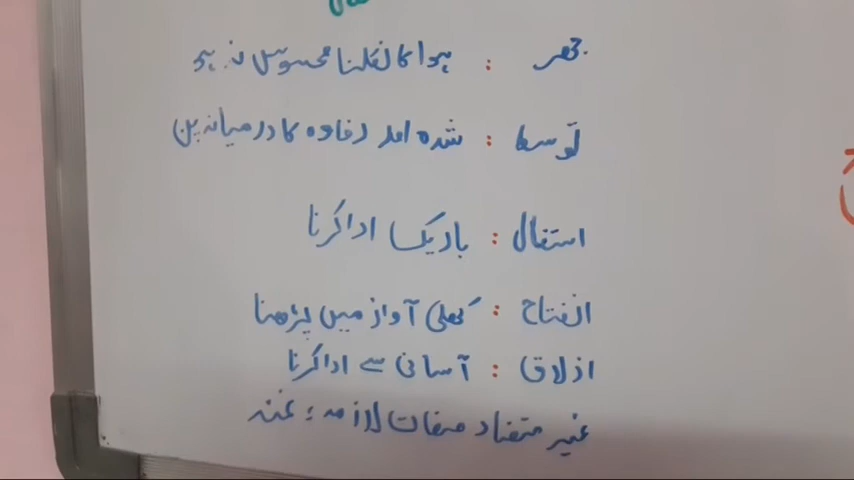 جھر : ہوا کا نکلنا محسوس نہ ہو
توسط : شدہ اور رخاوہ کا درمیانہ پن
استفال : باریک ادا کرنا
انفتاح : کھلی آواز میں پڑھنا
اذلاق : آسانی سے ادا کرنا
غیر متضاد صفات لازمہ : غنہ